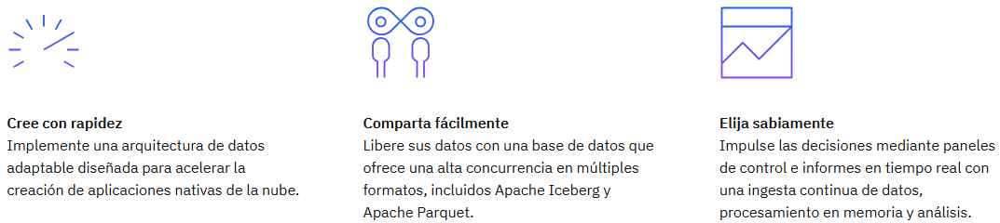 Cree con rapidez
Implemente una arquitectura de datos
adaptable diseñada para acelerar la
creación de aplicaciones nativas de la nube.
Comparta fácilmente
Libere sus datos con una base de datos que
ofrece una alta concurrencia en múltiples
formatos, incluidos Apache Iceberg y
Apache Parquet.
Elija sabiamente
Impulse las decisiones mediante paneles
de control e informes en tiempo real con
una ingesta continua de datos,
procesamiento en memoria y análisis.